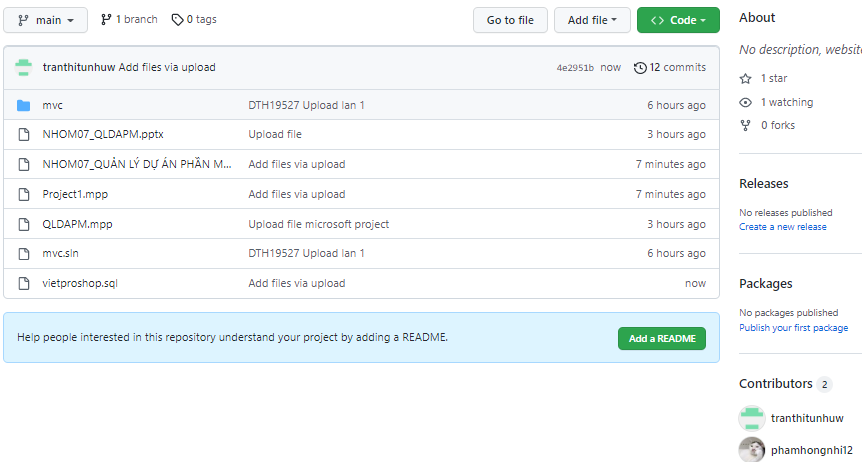 main 1 branch 0 tags Go to file Add file Code
tranthitunhuw Add files via upload 4e2951b now 12 commits
mvc DTH19527 Upload lan 1 6 hours ago
NHOM07_QLDAPM.pptx Upload file 3 hours ago
NHOM07_QUẢN LÝ DỰ ÁN PHẦN M... Add files via upload 7 minutes ago
Project1.mpp Add files via upload 7 minutes ago
QLDAPM.mpp Upload file microsoft project 3 hours ago
mvc.sln DTH19527 Upload lan 1 6 hours ago
vietproshop.sql Add files via upload now
Help people interested in this repository understand your project by adding a README. Add a README
About
No description, website
1 star
1 watching
0 forks
Releases
No releases published
Create a new release
Packages
No packages published
Publish your first package
Contributors 2
tranthitunhuw
phamhongnhi12